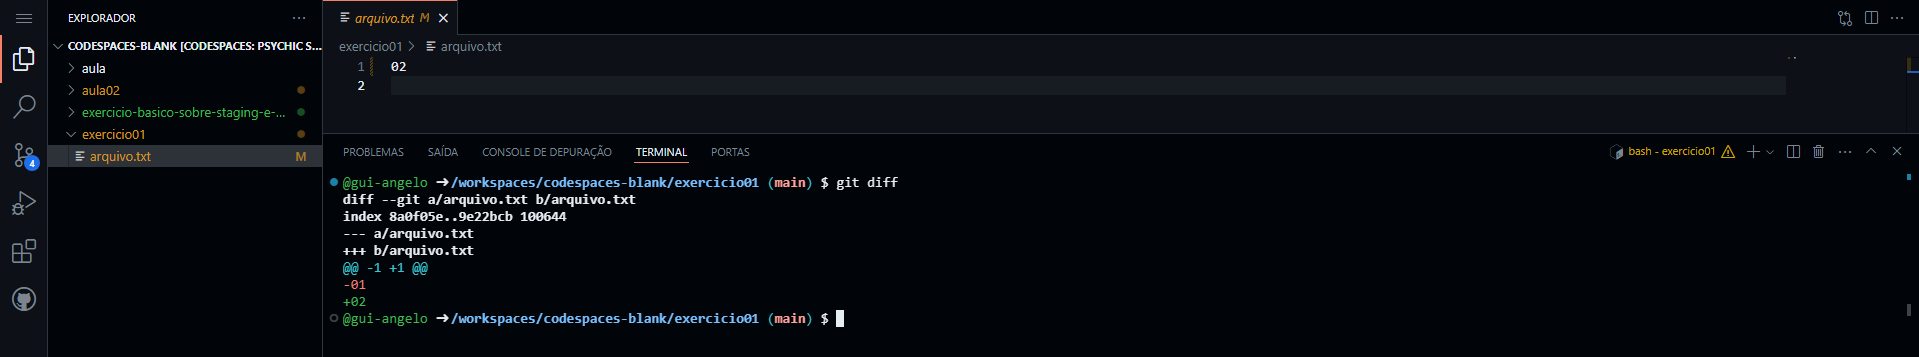 EXPLORADOR ···
CODESPACES-BLANK [CODESPACES: PSYCHIC S...
aula
aula02
exercicio-basico-sobre-staging-e-...
exercicio01
arquivo.txt M
4
arquivo.txt M
exercicio01 > arquivo.txt
1 02
2
PROBLEMAS SAÍDA CONSOLE DE DEPURAÇÃO TERMINAL PORTAS
bash - exercicio01
@gui-angelo ➜/workspaces/codespaces-blank/exercicio01 (main) $ git diff
diff --git a/arquivo.txt b/arquivo.txt
index 8a0f05e..9e22bcb 100644
--- a/arquivo.txt
+++ b/arquivo.txt
@@ -1 +1 @@
-01
+02
@gui-angelo ➜/workspaces/codespaces-blank/exercicio01 (main) $